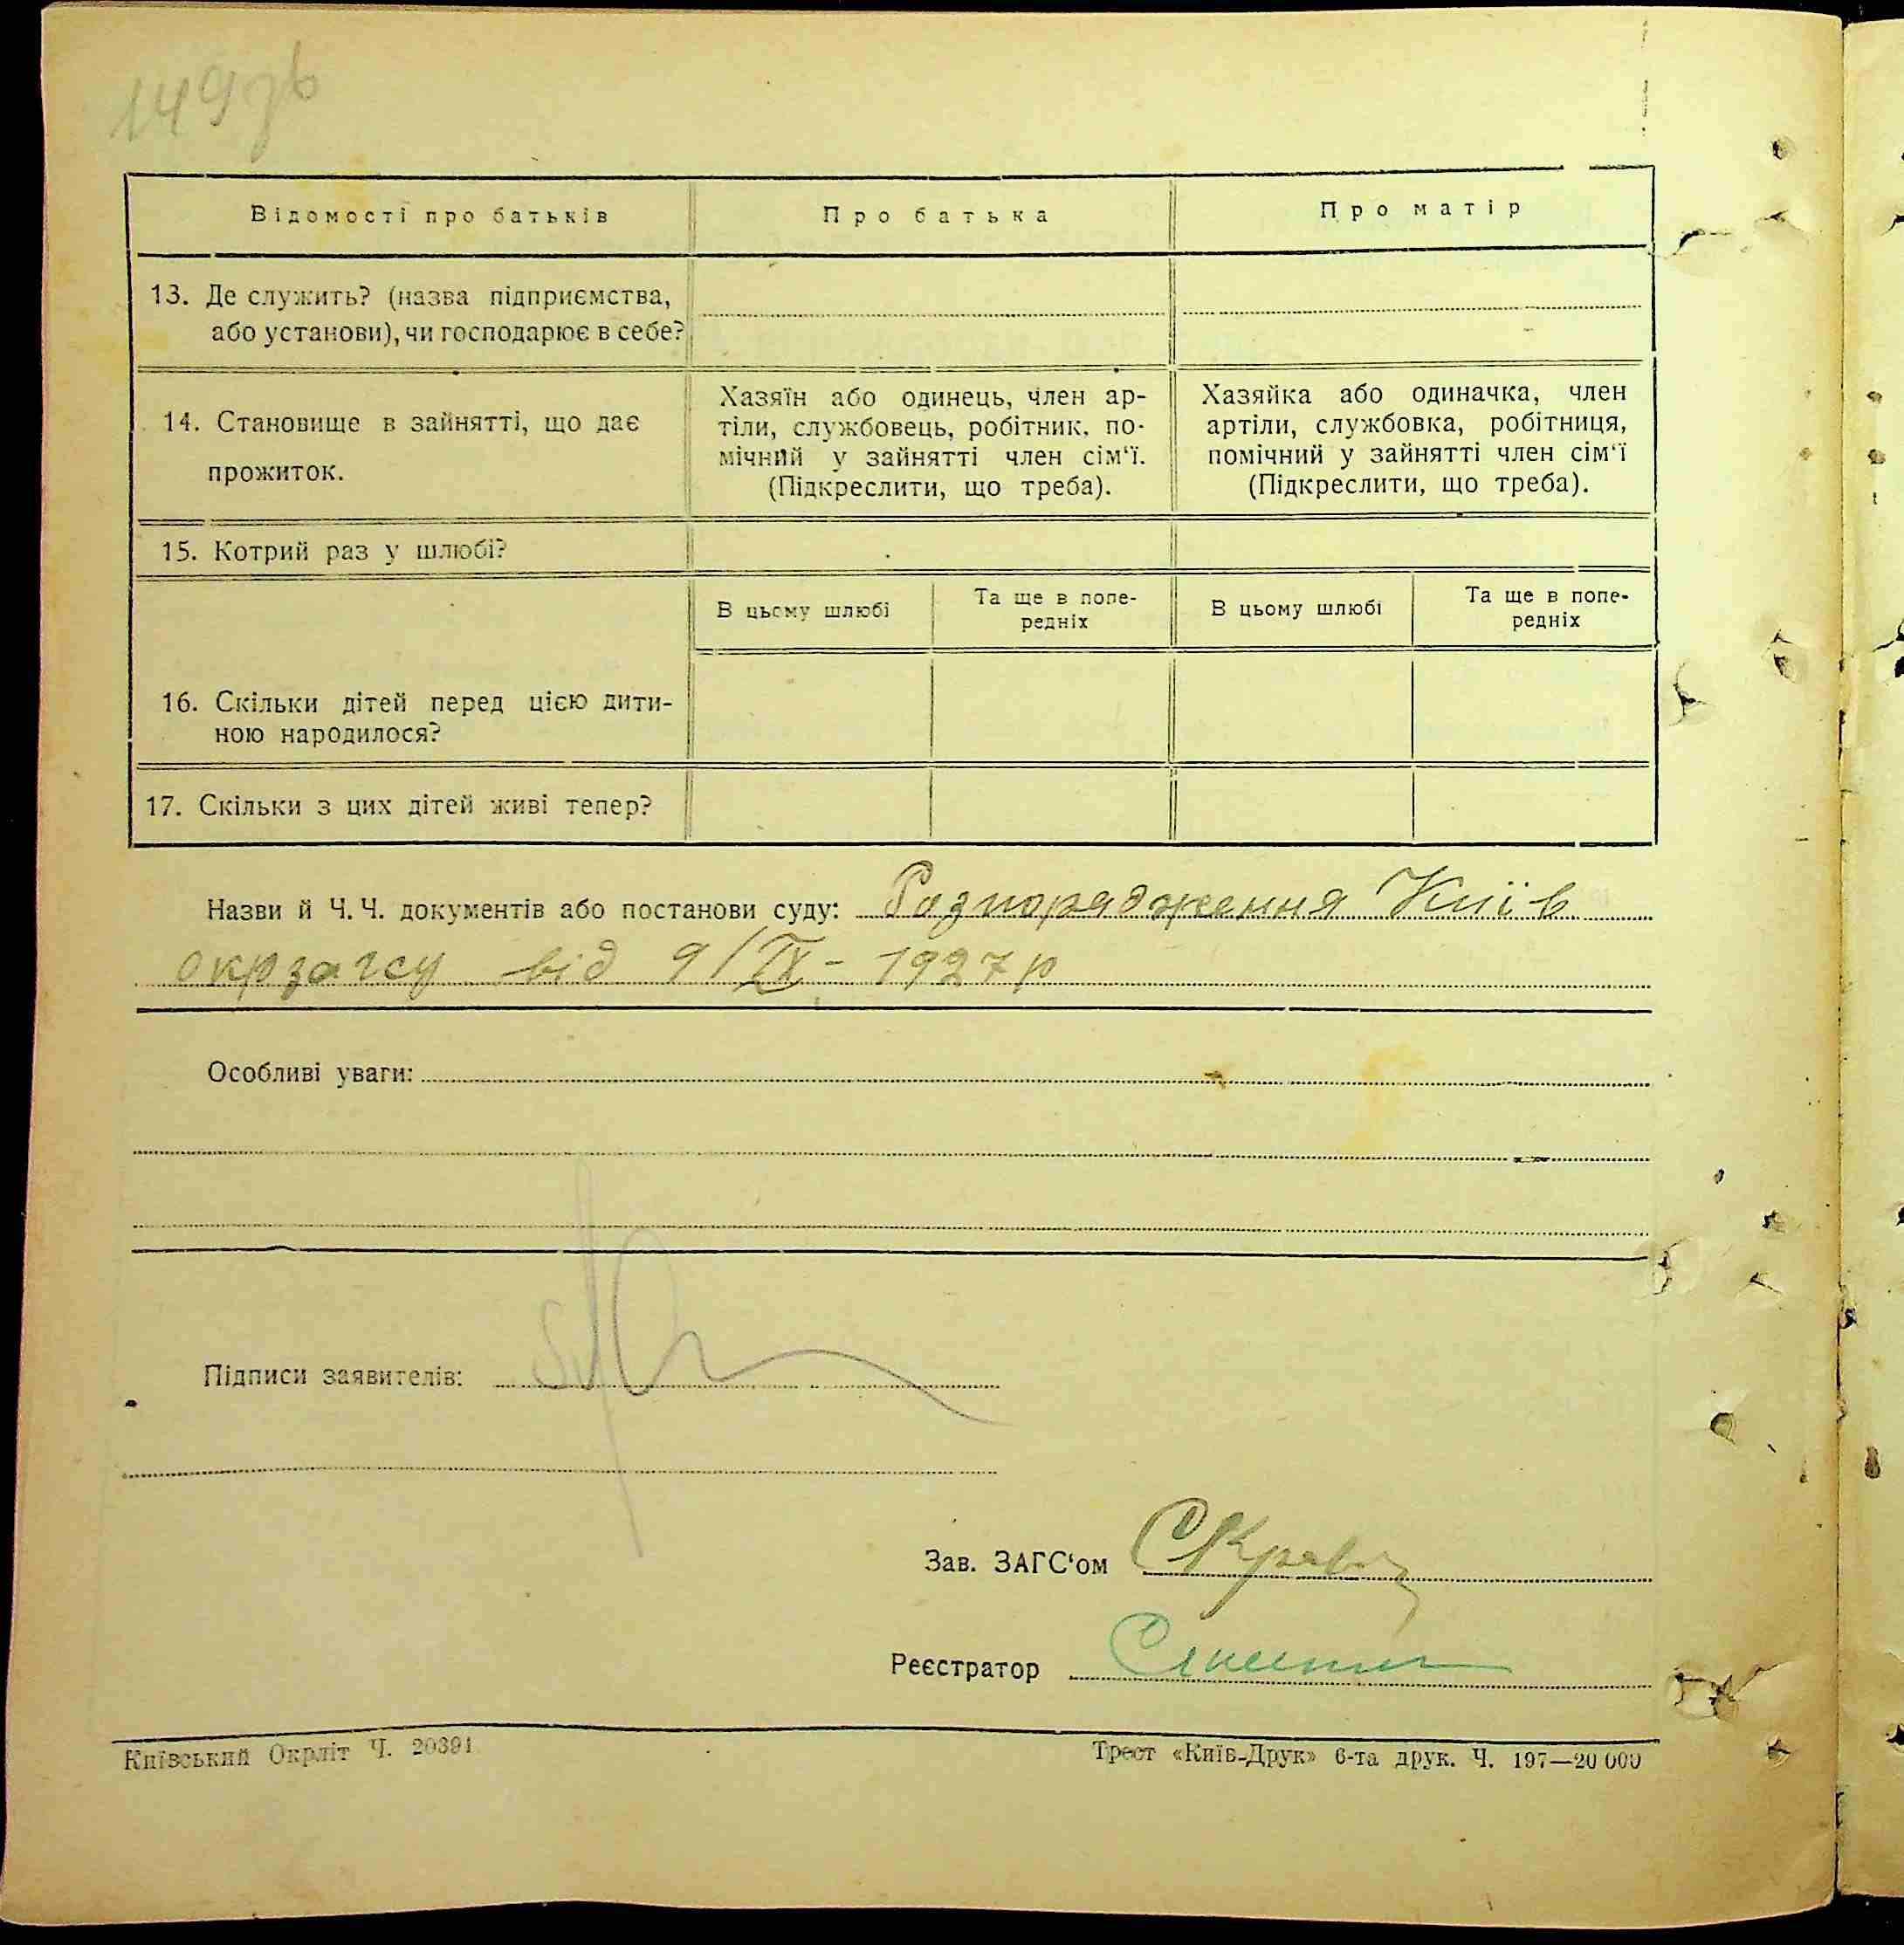 149зв
Відомості про батьків
Про батька
Про матір
13. Де служить? (назва підприємства,
або установи), чи господарює в себе?
14. Становище в зайнятті, що дає
прожиток.
Хазяїн або одинець, член ар-
тіли, службовець, робітник, по-
мічний у зайнятті член сім‘ї.
(Підкреслити, що треба).
Хазяйка або одиначка, член
артіли, службовка, робітниця,
помічний у зайнятті член сім‘ї
(Підкреслити, що треба).
15. Котрий раз у шлюбі?
В цьому шлюбі
Та ще в попе-
редніх
В цьому шлюбі
Та ще в попе-
редніх
16. Скільки дітей перед цією дити-
ною народилося?
17. Скільки з цих дітей живі тепер?
Назви й Ч. Ч. документів або постанови суду: Розпорядження Київ
окрзагсу від 9/IX - 1927 р
Особливі уваги:
Підписи заявителів:
Зав. ЗАГС‘ом
Реєстратор
Київський Окрліт Ч. 20391
Трест «Київ-Друк» 6-та друк. Ч. 197—20 000